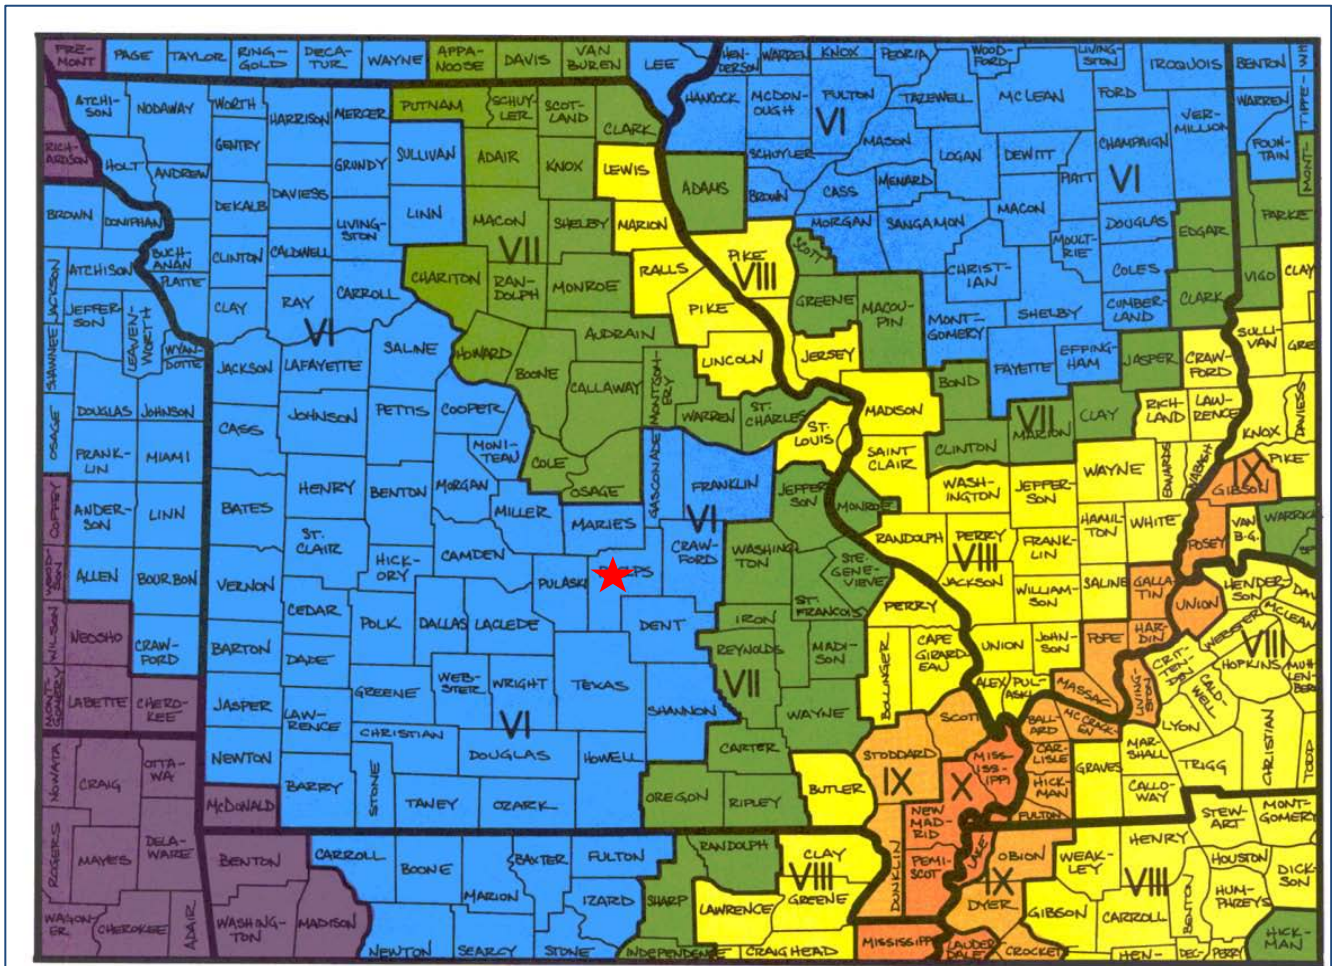 FRE-
MONT
PAGE
TAYLOR
RING-
GOLD
DECA-
TUR
WAYNE
APPA-
NOOSE
DAVIS
VAN
BUREN
LEE
HEN-
DERSON
WARREN
KNOX
PEORIA
WOOD-
FORD
LIVING-
STON
IROQUOIS
BENTON
ATCHI-
SON
NODAWAY
WORTH
HARRISON
MERCER
PUTNAM
SCHUY-
LER
SCOT-
LAND
CLARK
HANCOCK
MCDON-
OUGH
FULTON
VI
TAZEWELL
MCLEAN
FORD
VER-
MILLION
WARREN
TIPPE-
RICH-
ARDSON
HOLT
ANDREW
GENTRY
GRUNDY
SULLIVAN
ADAIR
KNOX
LEWIS
ADAMS
SCHUYLER
MASON
LOGAN
DEWITT
PIATT
CHAMPAIGN
VI
FOUN-
TAIN
MONT-
BROWN
DONIPHAN
DEKALB
DAVIESS
LIVING-
STON
LINN
MACON
VII
SHELBY
MARION
BROWN
CASS
MENARD
MORGAN
SANGAMON
MACON
MOULT-
RIE
DOUGLAS
EDGAR
PARKE
JACKSON
ATCHISON
BUCH-
ANAN
PLATTE
CLINTON
CALDWELL
CHARITON
RAN-
DOLPH
MONROE
RALLS
PIKE
VIII
SCOTT
CHRIST-
IAN
COLES
CLARK
VIGO
CLAY
JEFFER-
SON
LEAVEN-
WORTH
CLAY
RAY
VI
CARROLL
AUDRAIN
PIKE
GREENE
MACOU-
PIN
MONT-
GOMERY
SHELBY
CUMBER-
LAND
SULLI-
VAN
GRE
SHAWNEE
WYAN-
DOTTE
JACKSON
LAFAYETTE
SALINE
HOWARD
BOONE
CALLAWAY
MONTGOM-
ERY
LINCOLN
JERSEY
FAYETTE
EFFING-
HAM
JASPER
CRAW-
FORD
OSAGE
DOUGLAS
JOHNSON
CASS
JOHNSON
PETTIS
COOPER
WARREN
ST.
CHARLES
MADISON
BOND
VII
MARION
CLAY
RICH-
LAND
LAW-
RENCE
KNOX
DAVIESS
FRANK-
LIN
MIAMI
MONI-
TEAU
COLE
OSAGE
GASCONADE
FRANKLIN
VI
ST.
LOUIS
SAINT
CLAIR
CLINTON
WAYNE
EDWARDS
WABASH
IX
GIBSON
PIKE
COFFEY
ANDER-
SON
LINN
BATES
HENRY
BENTON
MORGAN
MILLER
MARIES
JEFFER-
SON
MONROE
WASH-
INGTON
JEFFER-
SON
HAMIL-
TON
WHITE
POSEY
VAN
B-G.
WARRICK
WOOD-
SON
ALLEN
BOURBON
VERNON
ST.
CLAIR
HICK-
ORY
CAMDEN
PULASKI
CRAW-
FORD
WASHING-
TON
STE-
GENE-
VIEVE
RANDOLPH
PERRY
VIII
FRANK-
LIN
JACKSON
WILLIAM-
SON
SALINE
GALLA-
TIN
UNION
HENDER-
SON
DAV
WILSON
NEOSHO
CRAW-
FORD
BARTON
CEDAR
DADE
POLK
DALLAS
LACLEDE
DENT
IRON
ST.
FRANCOIS
PERRY
UNION
JOHN-
SON
POPE
HAR-
DIN
WEBSTER
MCLEAN
VIII
MONT-
GOMERY
LABETTE
CHERO-
KEE
JASPER
LAW-
RENCE
GREENE
WEB-
STER
WRIGHT
VI
TEXAS
SHANNON
REYNOLDS
VII
MADI-
SON
BOLLINGER
CAPE
GIRARD
EAU
ALEX
PUL-
ASKI
MASSAC
LIVING-
STON
CRIT-
TEN-
DEN
CALD-
WELL
HOPKINS
MUH-
LEN-
BERG
NOWATA
CRAIG
OTTA-
WA
NEWTON
CHRISTIAN
DOUGLAS
HOWELL
WAYNE
CARTER
STODDARD
IX
SCOTT
BALL-
ARD
MCCRACK-
EN
MAR-
SHALL
LYON
CHRISTIAN
TODD
MCDONALD
BARRY
STONE
TANEY
OZARK
OREGON
RIPLEY
BUTLER
X
MISS-
ISS-
IPPI
CAR-
LISLE
HICK-
MAN
FULTON
GRAVES
CALLO-
WAY
TRIGG
ROGERS
MAYES
DELA-
WARE
BENTON
CARROLL
BOONE
BAXTER
FULTON
RANDOLPH
CLAY
VIII
GREENE
DUNKLIN
NEW
MAD-
RID
PEMI-
SCOT
LAKE
OBION
IX
DYER
WEAK-
LEY
HENRY
VIII
STEW-
ART
MONT-
GOMERY
HOUSTON
DICK-
SON
WAGON-
ER
CHEROKEE
ADAIR
WASHING-
TON
MADISON
MARION
IZARD
SHARP
LAWRENCE
GIBSON
CARROLL
BENTON
HUM-
PHREYS
NEWTON
SEARCY
STONE
INDEPENDENCE
CRAIGHEAD
MISSISSIPPI
LAUDER-
DALE
CROCKETT
HEN-
DEC-
PERRY
HICK-
MAN